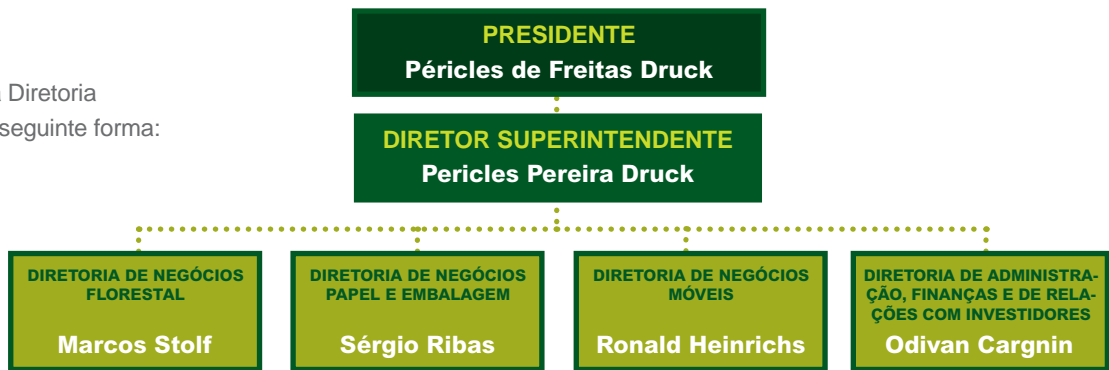 PRESIDENTE
Péricles de Freitas Druck
Diretoria
seguinte forma:
DIRETOR SUPERINTENDENTE
Pericles Pereira Druck
DIRETORIA DE NEGÓCIOS
FLORESTAL
Marcos Stolf
DIRETORIA DE NEGÓCIOS
PAPEL E EMBALAGEM
Sérgio Ribas
DIRETORIA DE NEGÓCIOS
MÓVEIS
Ronald Heinrichs
DIRETORIA DE ADMINISTRA-
ÇÃO, FINANÇAS E DE RELA-
ÇÕES COM INVESTIDORES
Odivan Cargnin